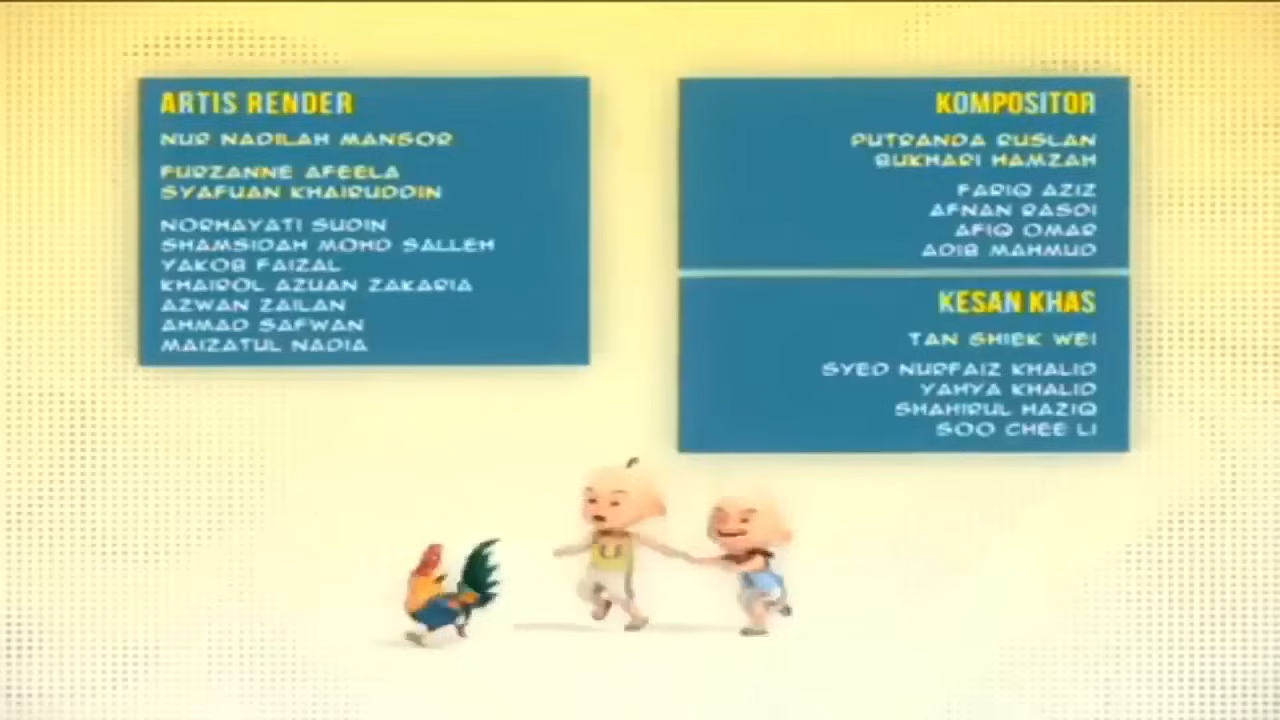 ARTIS RENDER
NUR NADILAH MANSOR
FURZANNE AFEELA
SYAFUAN KHAIRUDDIN
NORHAYATI SUDIN
SHAMSIDAH MOHD SALLEH
YAKOB FAIZAL
KHAIROL AZUAN ZAKARIA
AZWAN ZAILAN
AHMAD SAFWAN
MAIZATUL NADIA
KOMPOSITOR
PUTRANDA RUSLAN
BUKHARI HAMZAH
FARIQ AZIZ
AFNAN RASDI
AFIQ OMAR
ADIB MAHMUD
KESAN KHAS
TAN SHIEK WEI
SYED NURFAIZ KHALID
YAHYA KHALID
SHAHIRUL HAZIQ
SOO CHEE LI
U